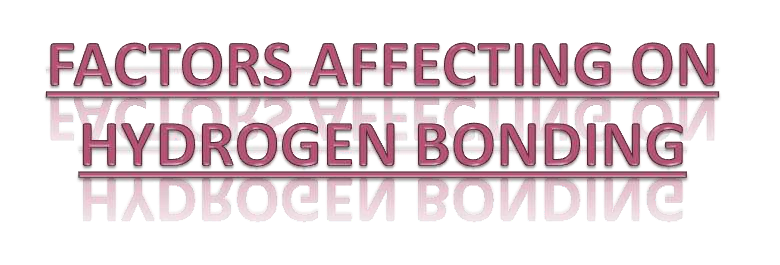 FACTORS AFFECTING ON
HYDROGEN BONDING